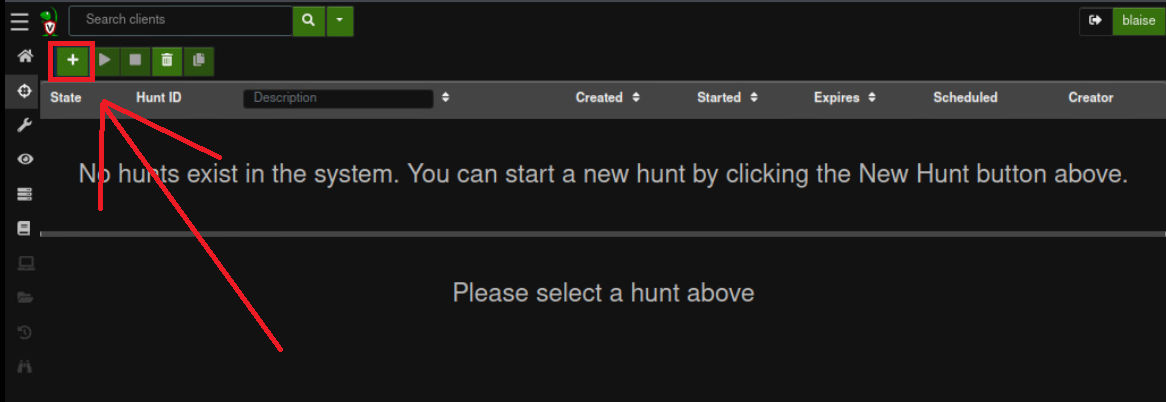 Search clients
blaise
State Hunt ID Description Created Started Expires Scheduled Creator
No hunts exist in the system. You can start a new hunt by clicking the New Hunt button above.
Please select a hunt above